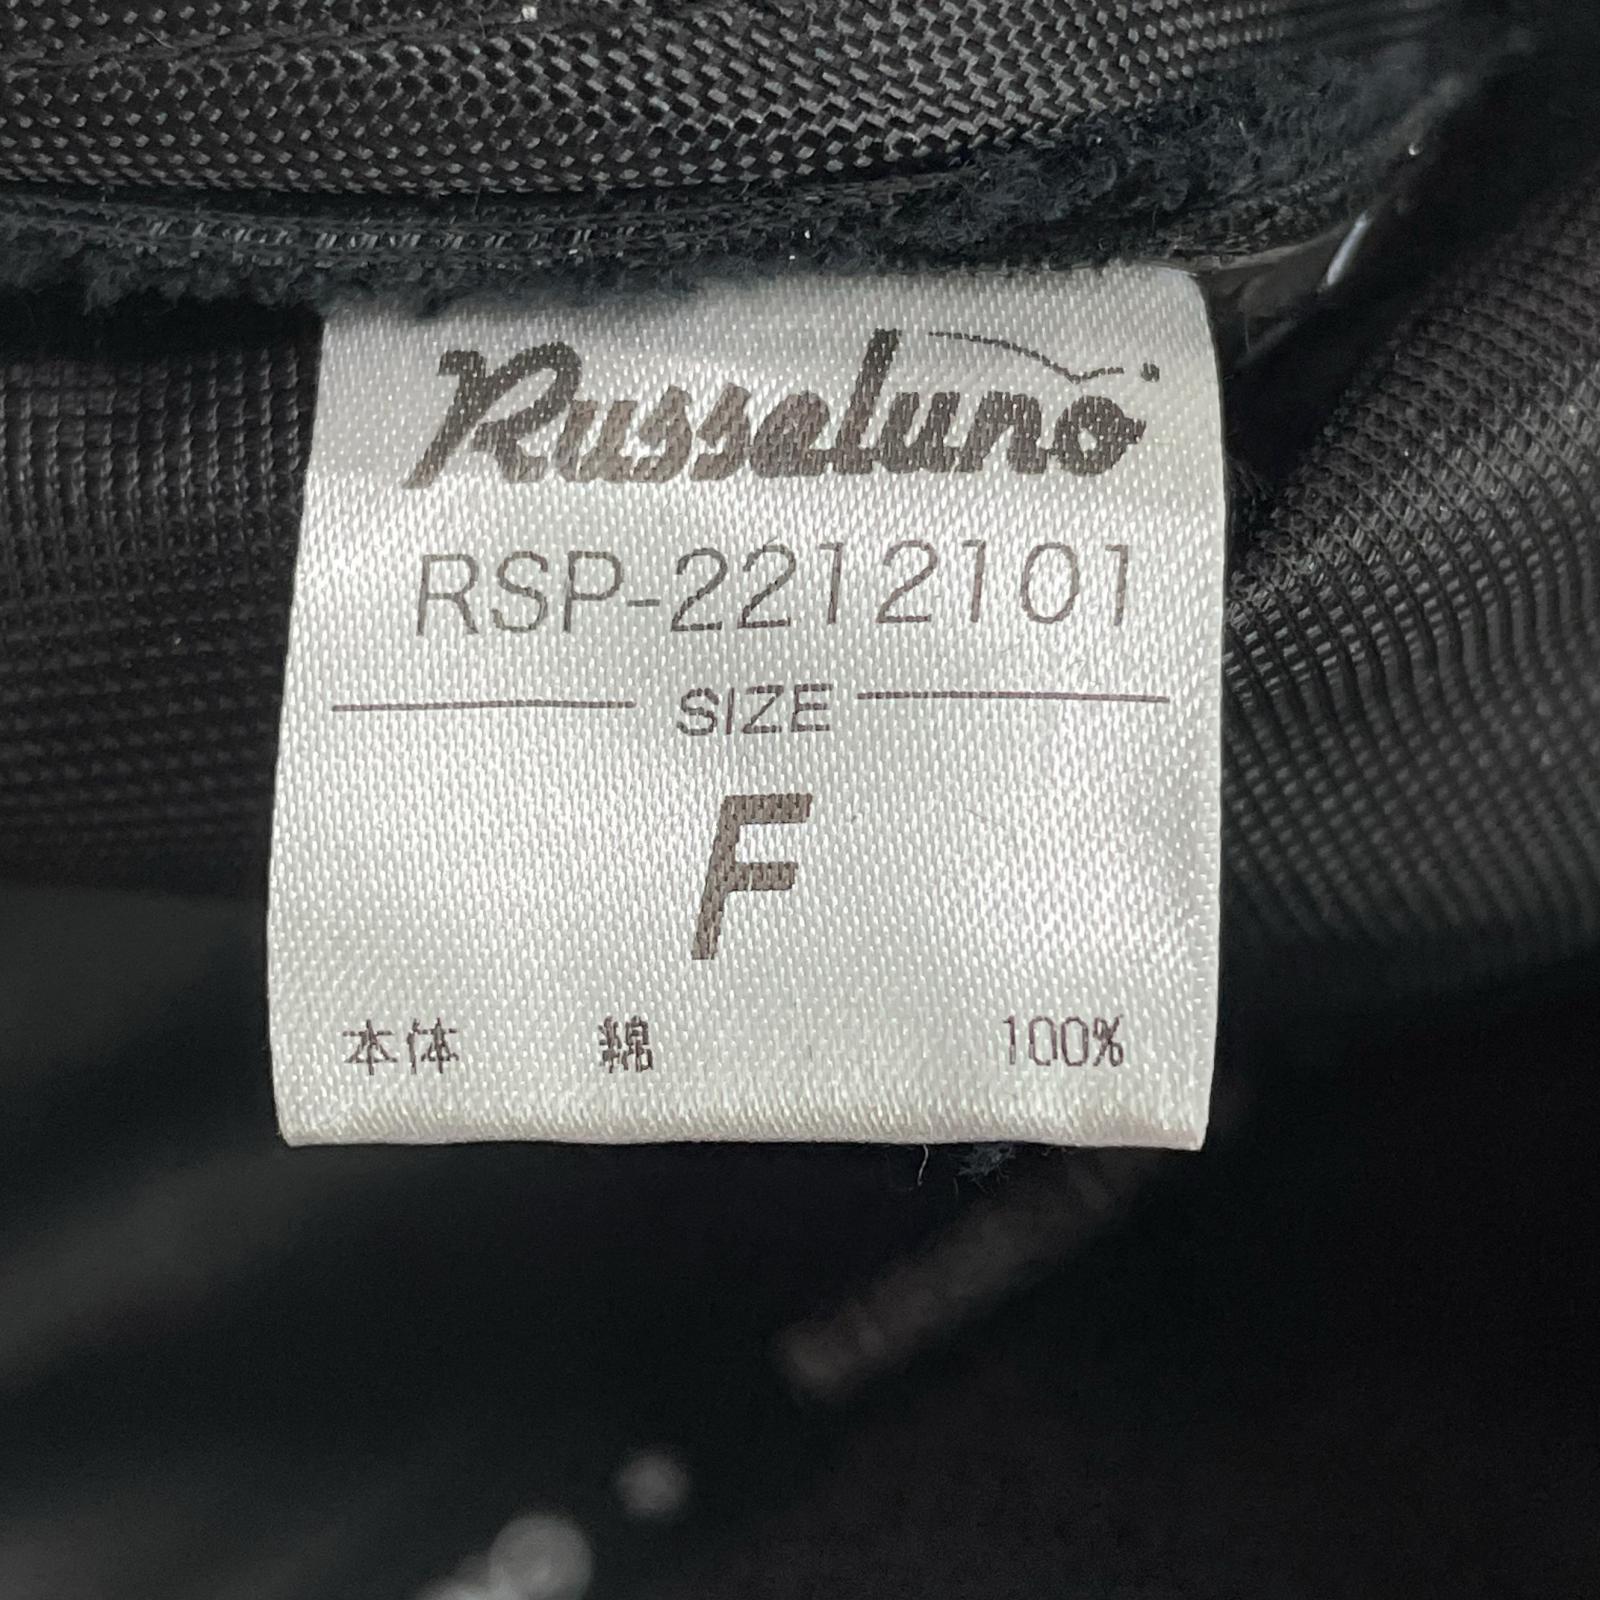 Russeluno
RSP-2212101
SIZE
F
本体 綿 100%